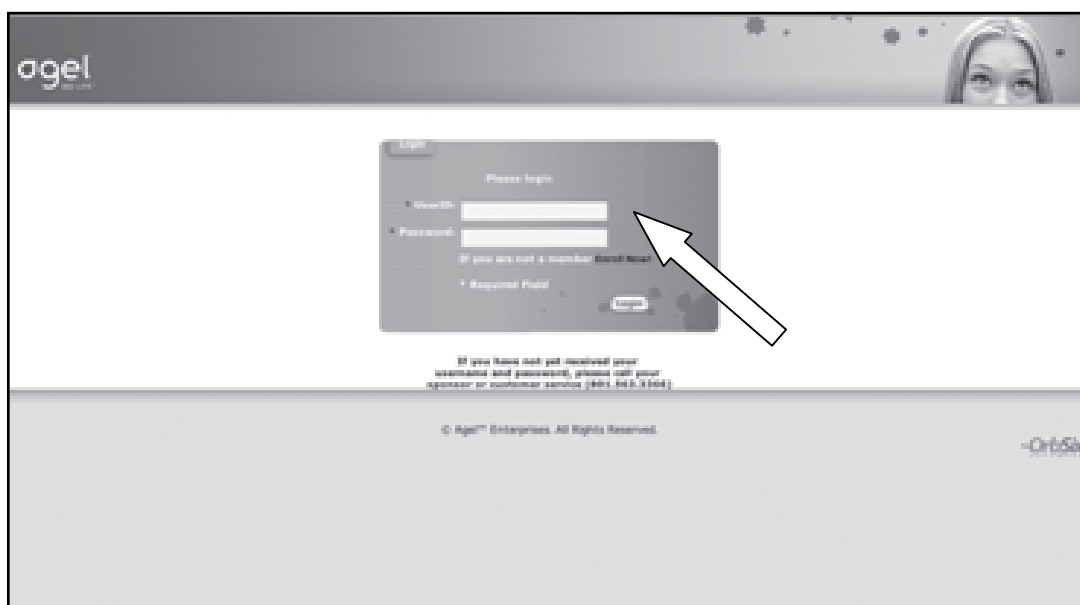 agel
Login
Please login
* UserID:
* Password:
If you are not a member Enroll Now!
* Required Field
Login
If you have not yet received your
username and password, please call your
sponsor or customer service
© Agel™ Enterprises. All Rights Reserved.